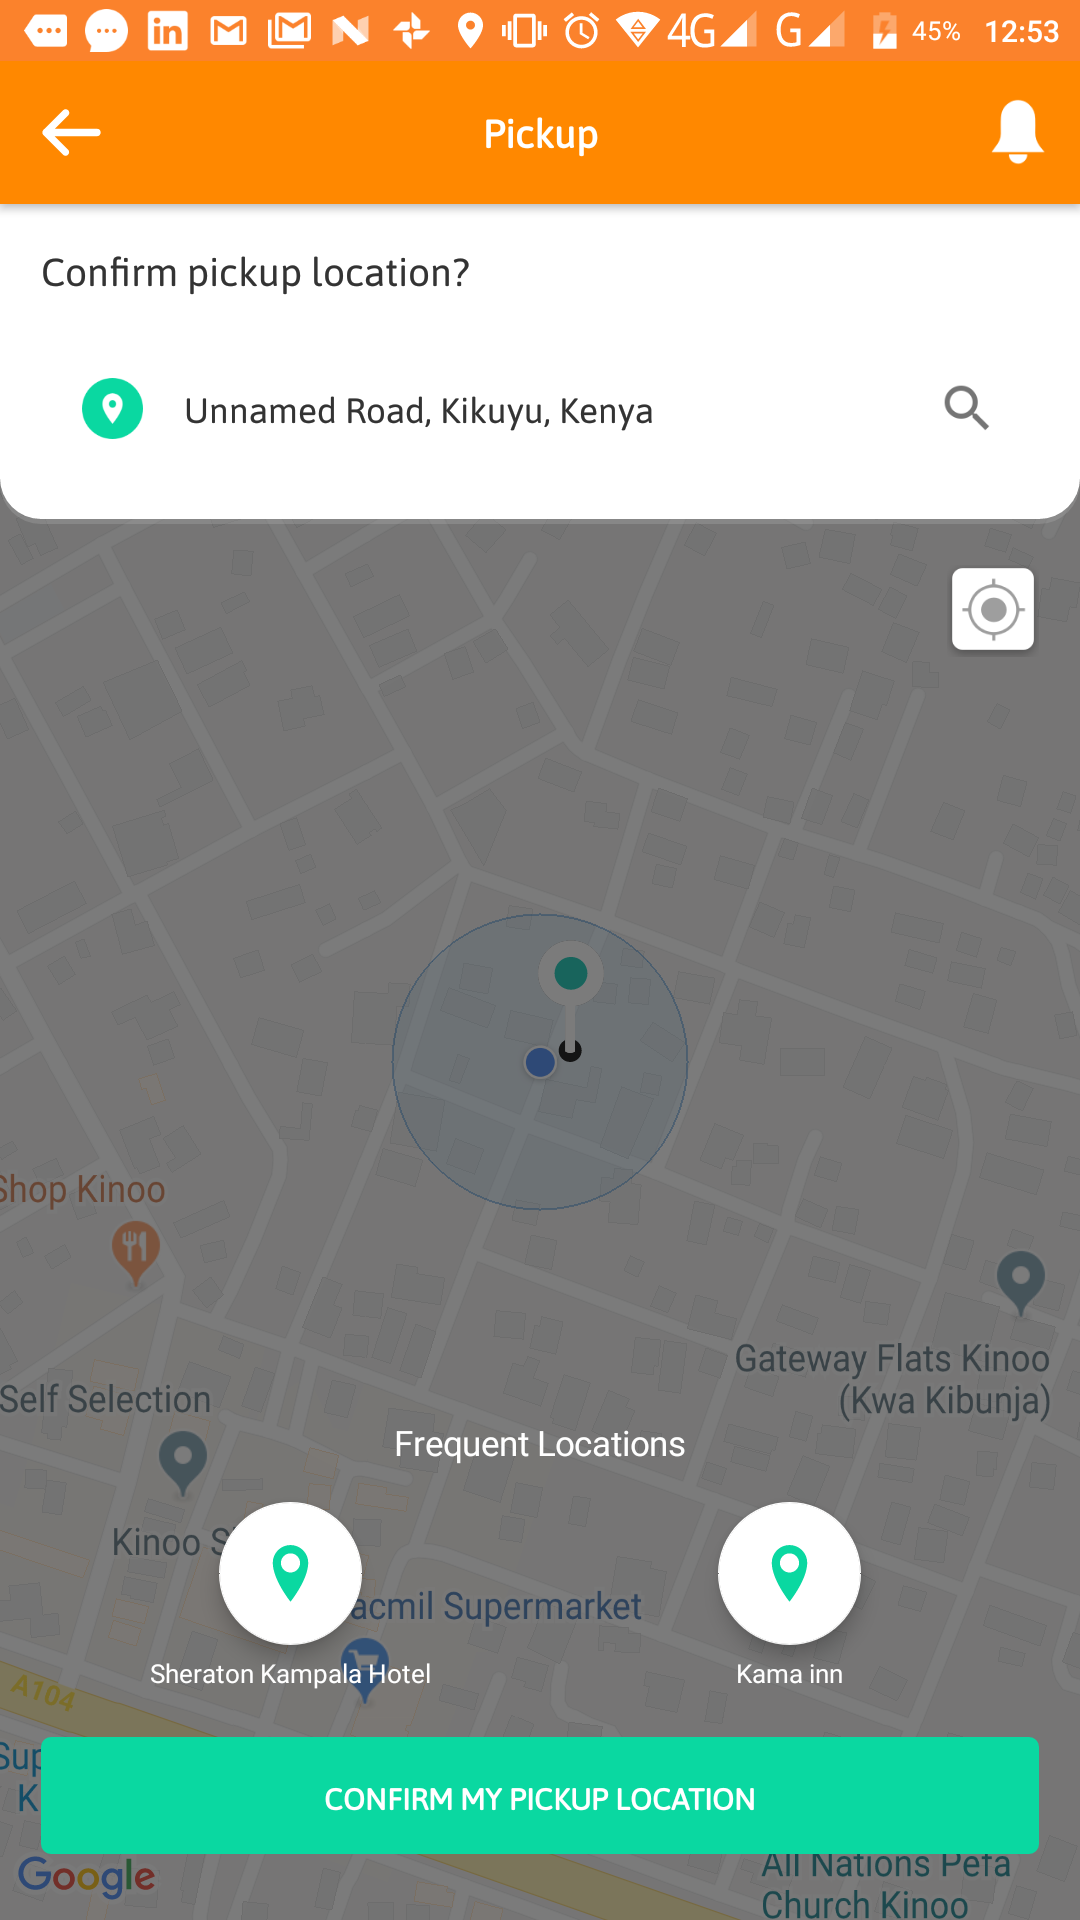 4G G 45% 12:53
Pickup
Confirm pickup location?
Unnamed Road, Kikuyu, Kenya
Shop Kinoo
Gateway Flats Kinoo
(Kwa Kibunja)
Self Selection
Frequent Locations
Kinoo
acmil Supermarket
Sheraton Kampala Hotel
Kama inn
A104
Sup
K
CONFIRM MY PICKUP LOCATION
Google
All Nations Pefa
Church Kinoo